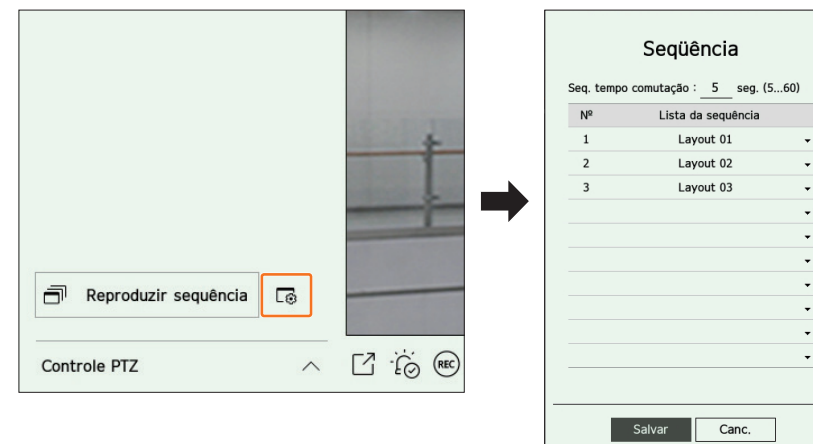 Reproduzir sequência
Controle PTZ
REC
Seqüência
Seq. tempo comutação : 5 seg. (5...60)
Nº Lista da sequência
1 Layout 01
2 Layout 02
3 Layout 03
Salvar Canc.